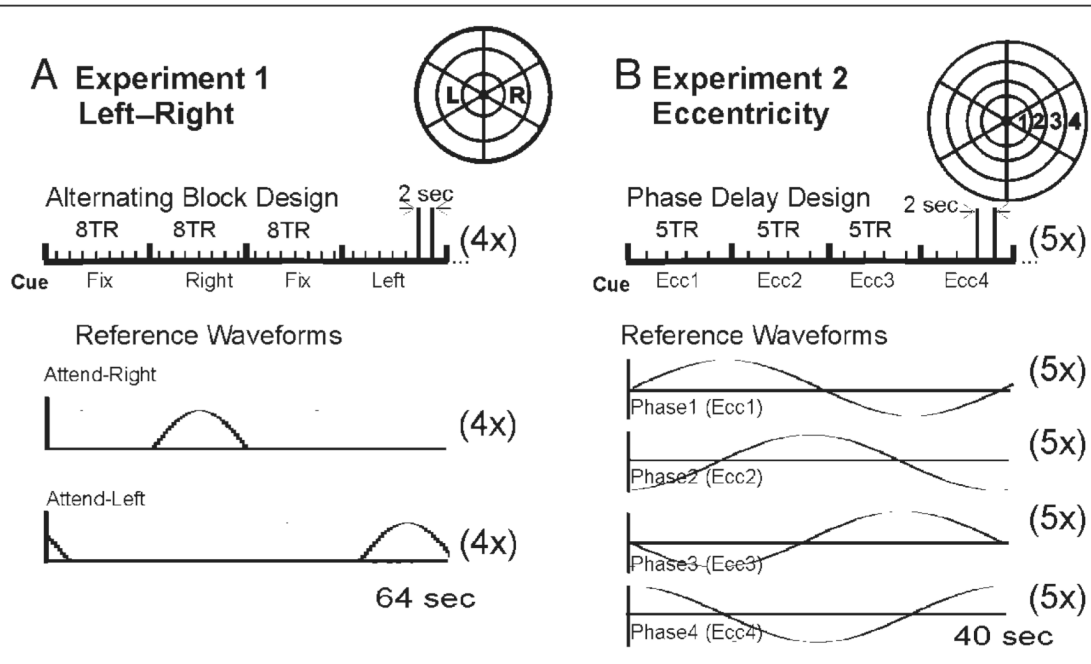 A Experiment 1
Left–Right
L R
Alternating Block Design
2 sec
8TR 8TR 8TR
(4x)
Cue Fix Right Fix Left
Reference Waveforms
Attend-Right
(4x)
Attend-Left
(4x)
64 sec
B Experiment 2
Eccentricity
1 2 3 4
Phase Delay Design
2 sec
5TR 5TR 5TR
(5x)
Cue Ecc1 Ecc2 Ecc3 Ecc4
Reference Waveforms
(5x)
Phase1 (Ecc1)
(5x)
Phase2 (Ecc2)
(5x)
Phase3 (Ecc3)
(5x)
Phase4 (Ecc4)
40 sec